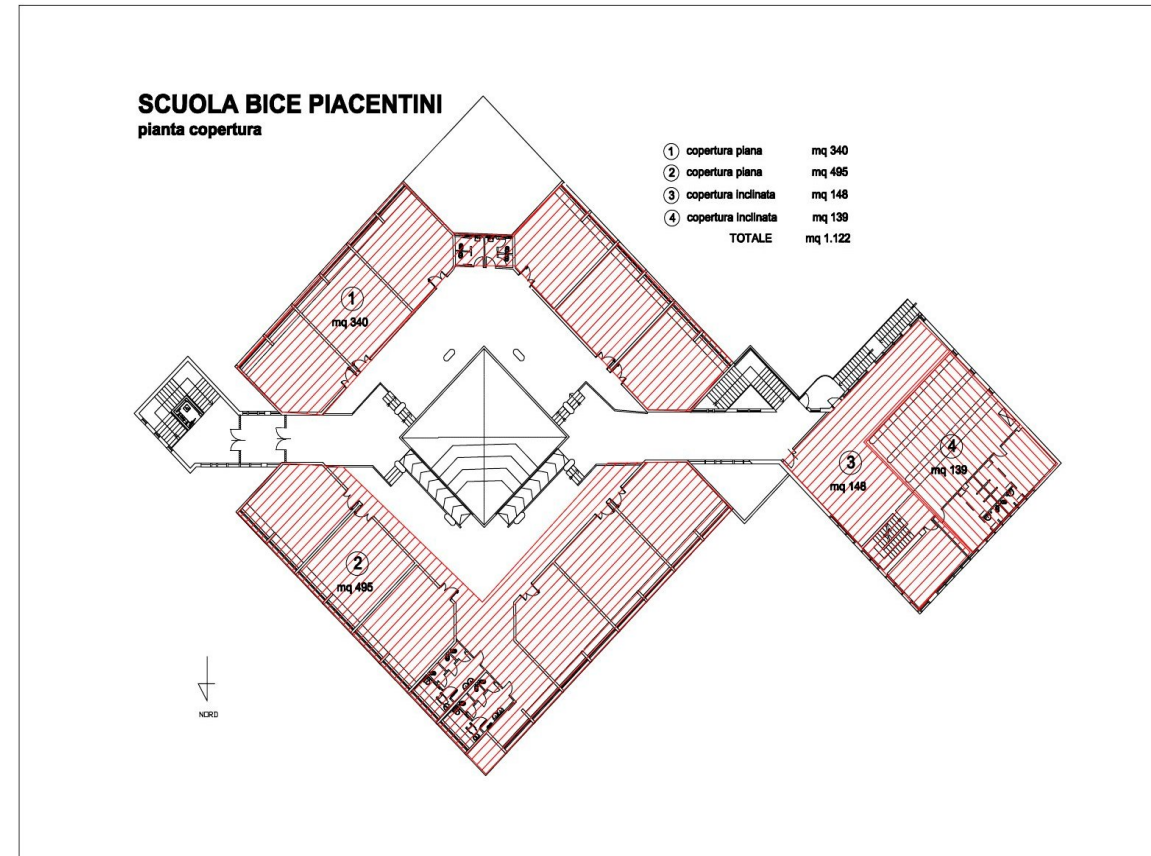 SCUOLA BICE PIACENTINI
pianta copertura
1 copertura piana mq 340
2 copertura piana mq 495
3 copertura inclinata mq 148
4 copertura inclinata mq 139
TOTALE mq 1.122
1
mq 340
4
mq 139
3
mq 148
2
mq 495
NORD